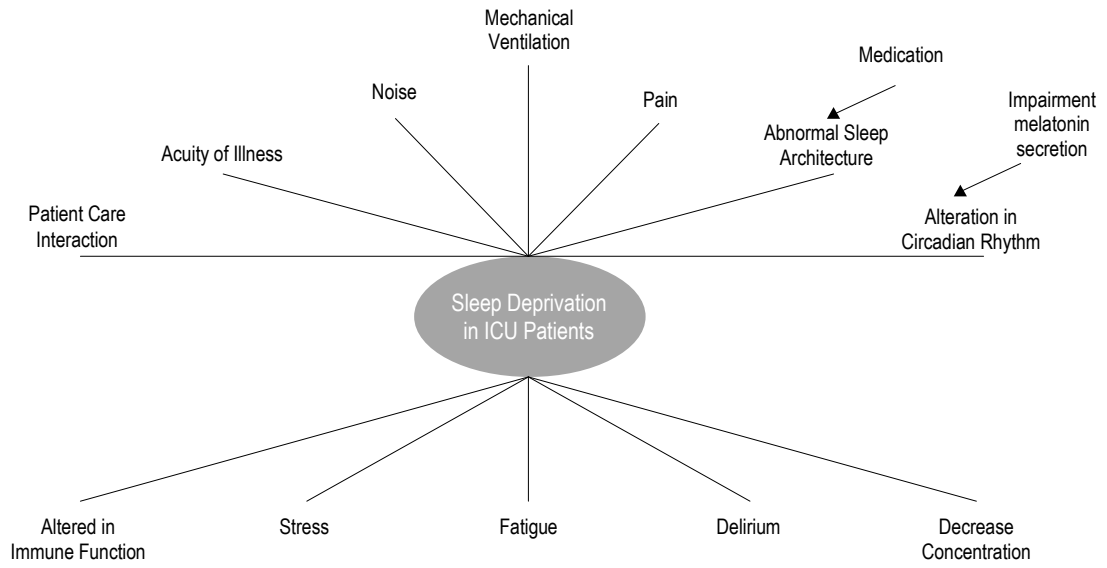 Mechanical
Ventilation
Medication
Noise
Pain
Impairment
melatonin
secretion
Abnormal Sleep
Architecture
Acuity of Illness
Patient Care
Interaction
Alteration in
Circadian Rhythm
Sleep Deprivation
in ICU Patients
Altered in
Immune Function
Stress
Fatigue
Delirium
Decrease
Concentration